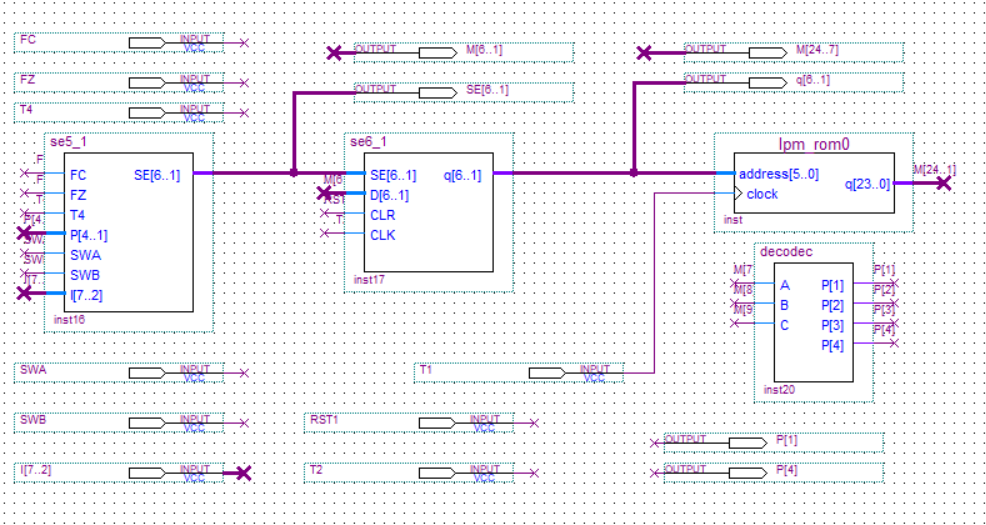 FC INPUT VCC OUTPUT M[6..1] OUTPUT M[24..7]
FZ INPUT VCC OUTPUT SE[6..1] OUTPUT q[6..1]
T4 INPUT VCC
se5_1
FC SE[6..1]
FZ
T4
P[4..1]
SWA
SWB
I[7..2]
inst16
se6_1
SE[6..1] q[6..1]
D[6..1]
CLR
CLK
inst17
lpm_rom0
address[5..0] q[23..0] M[24..1]
clock
inst
decodec
M[7 A P[1] P[1]
M[8 B P[2] P[2]
M[9 C P[3] P[3]
P[4] P[4]
inst20
SWA INPUT VCC T1 INPUT VCC
SWB INPUT VCC RST1 INPUT VCC OUTPUT P[1]
I[7..2] INPUT VCC T2 INPUT VCC OUTPUT P[4]